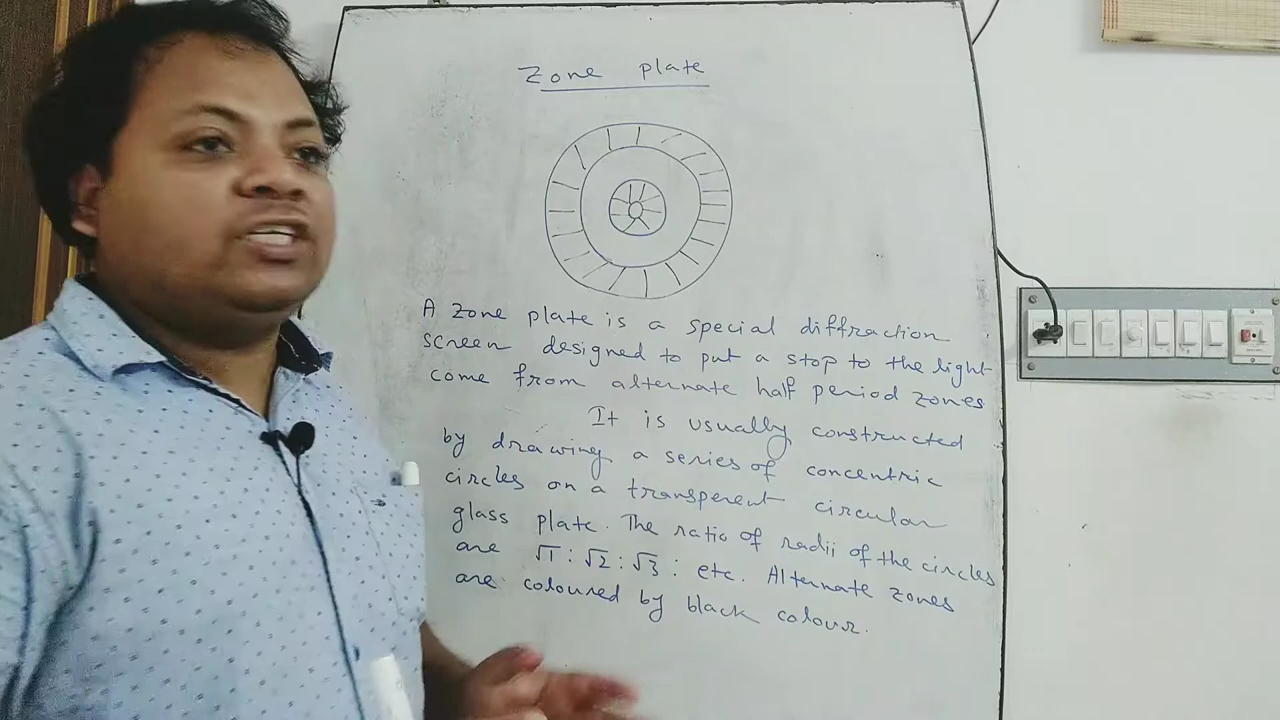 Zone plate
A zone plate is a special diffraction
screen designed to put a stop to the light
come from alternate half period zones
It is usually constructed
by drawing a series of concentric
circles on a transperent circular
glass plate. The ratio of radii of the circles
are √1 : √2 : √3 : etc. Alternate zones
are coloured by black colour.